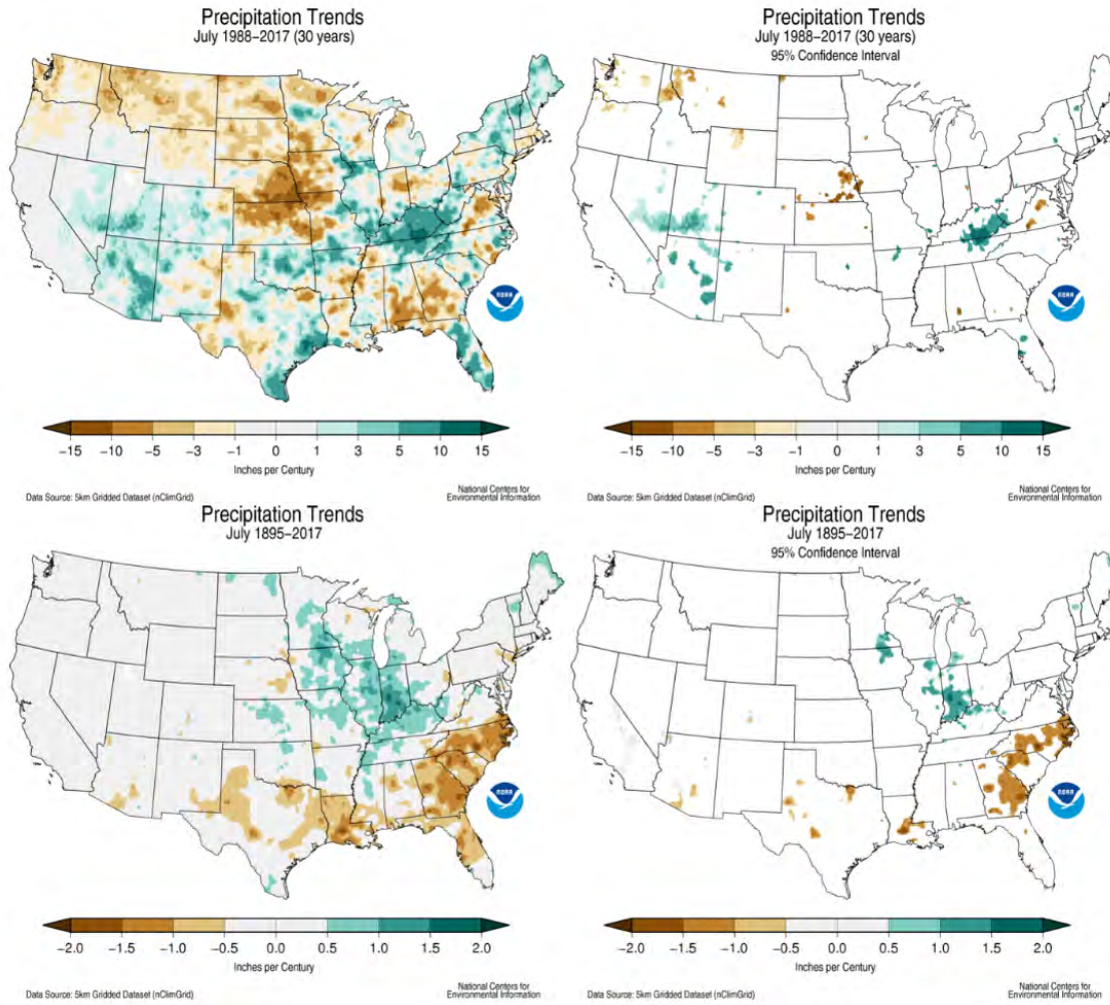 Precipitation Trends
July 1988-2017 (30 years)
Precipitation Trends
July 1988-2017 (30 years)
95% Confidence Interval
NOAA
NOAA
−15 −10 −5 −3 −1 0 1 3 5 10 15
Inches per Century
−15 −10 −5 −3 −1 0 1 3 5 10 15
Inches per Century
Data Source: 5km Gridded Dataset (nClimGrid)
National Centers for
Environmental Information
Data Source: 5km Gridded Dataset (nClimGrid)
National Centers for
Environmental Information
Precipitation Trends
July 1895-2017
Precipitation Trends
July 1895-2017
95% Confidence Interval
NOAA
NOAA
−2.0 −1.5 −1.0 −0.5 0.0 0.5 1.0 1.5 2.0
Inches per Century
−2.0 −1.5 −1.0 −0.5 0.0 0.5 1.0 1.5 2.0
Inches per Century
Data Source: 5km Gridded Dataset (nClimGrid)
National Centers for
Environmental Information
Data Source: 5km Gridded Dataset (nClimGrid)
National Centers for
Environmental Information